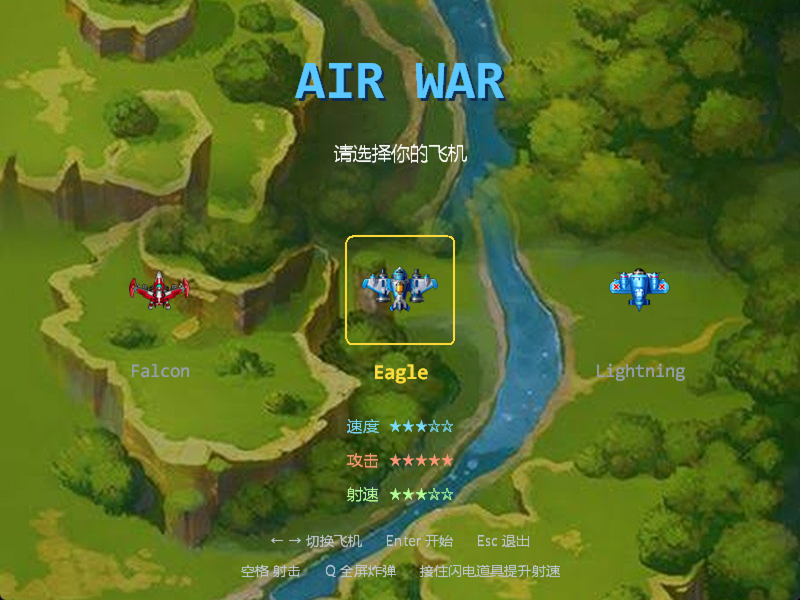 AIR WAR
请选择你的飞机
Falcon Eagle Lightning
速度 ★★★☆☆
攻击 ★★★★★
射速 ★★★☆☆
← → 切换飞机 Enter 开始 Esc 退出
空格 射击 Q 全屏炸弹 接住闪电道具提升射速